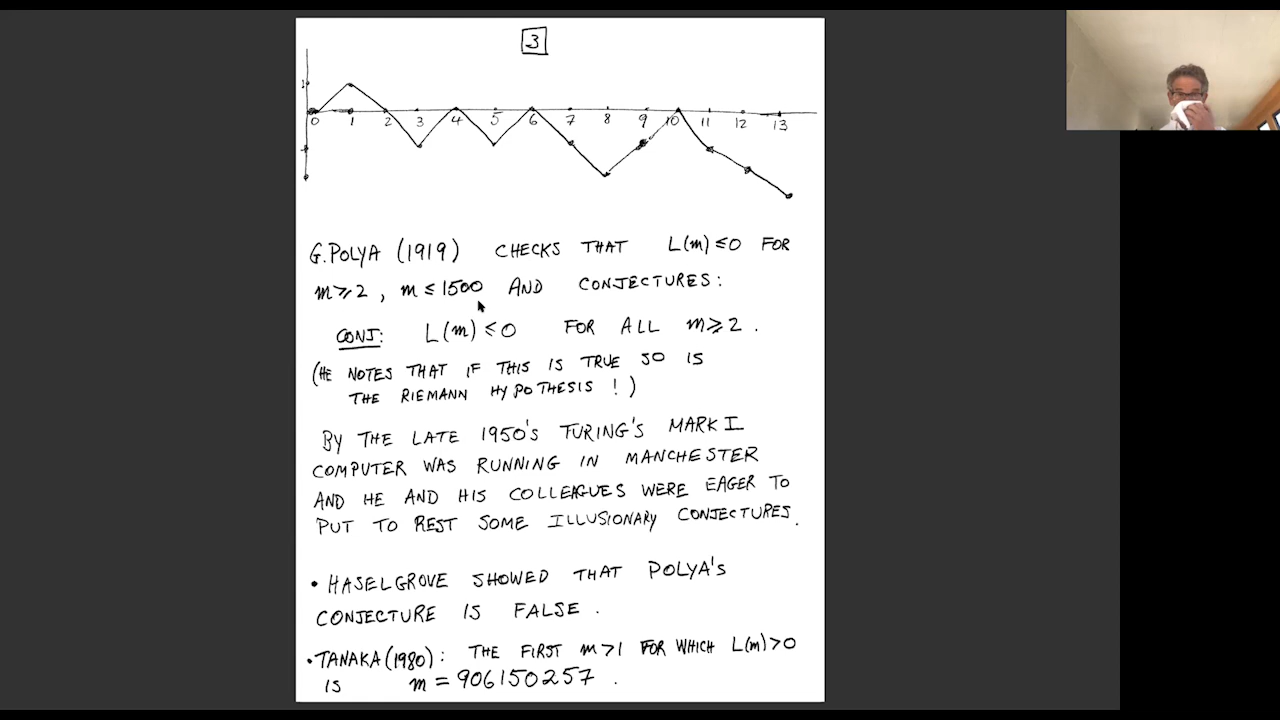 3
1
0 1 2 3 4 5 6 7 8 9 10 11 12 13
G. POLYA (1919) CHECKS THAT L(m) ≤ 0 FOR
m ≥ 2, m ≤ 1500 AND CONJECTURES:
CONJ: L(m) ≤ 0 FOR ALL m ≥ 2.
(HE NOTES THAT IF THIS IS TRUE SO IS
THE RIEMANN HYPOTHESIS!)
BY THE LATE 1950'S TURING'S MARK I
COMPUTER WAS RUNNING IN MANCHESTER
AND HE AND HIS COLLEAGUES WERE EAGER TO
PUT TO REST SOME ILLUSIONARY CONJECTURES.
• HASELGROVE SHOWED THAT POLYA'S
CONJECTURE IS FALSE.
• TANAKA (1980): THE FIRST m > 1 FOR WHICH L(m) > 0
IS m = 906150257.